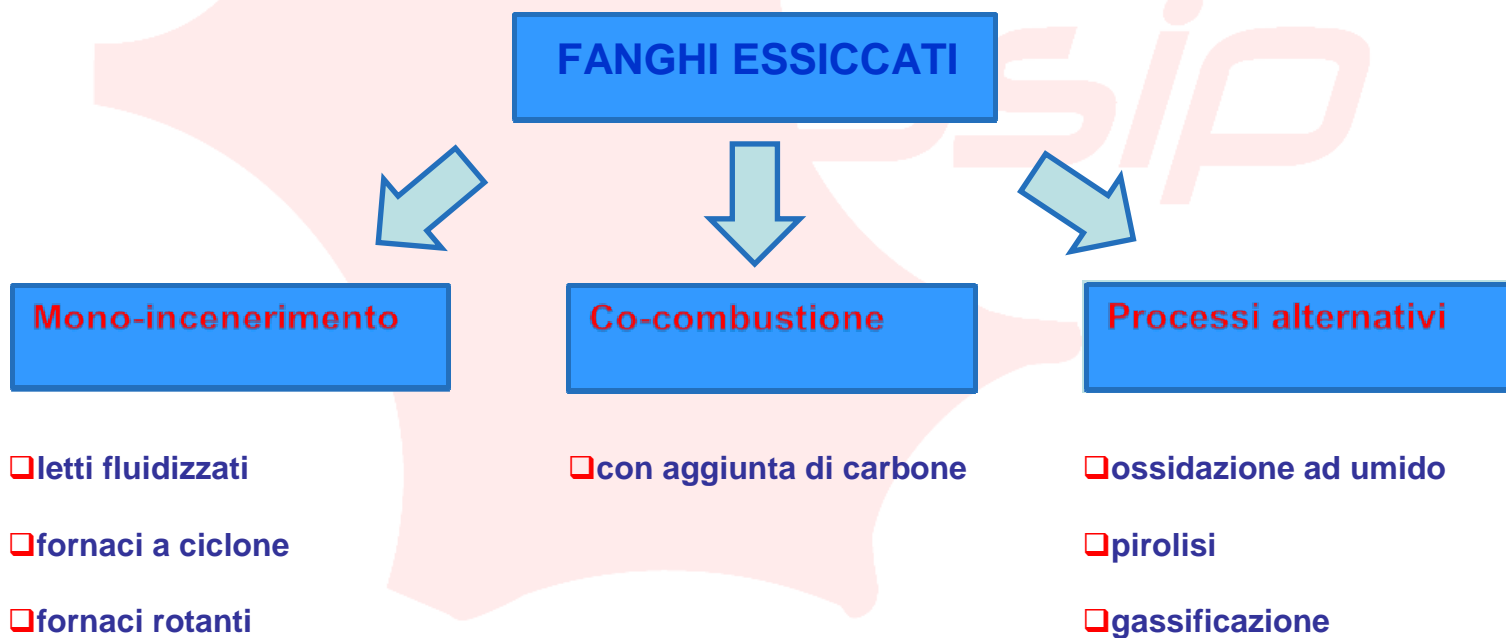 FANGHI ESSICCATI
Mono-incenerimento
Co-combustione
Processi alternativi
letti fluidizzati
fornaci a ciclone
fornaci rotanti
con aggiunta di carbone
ossidazione ad umido
pirolisi
gassificazione